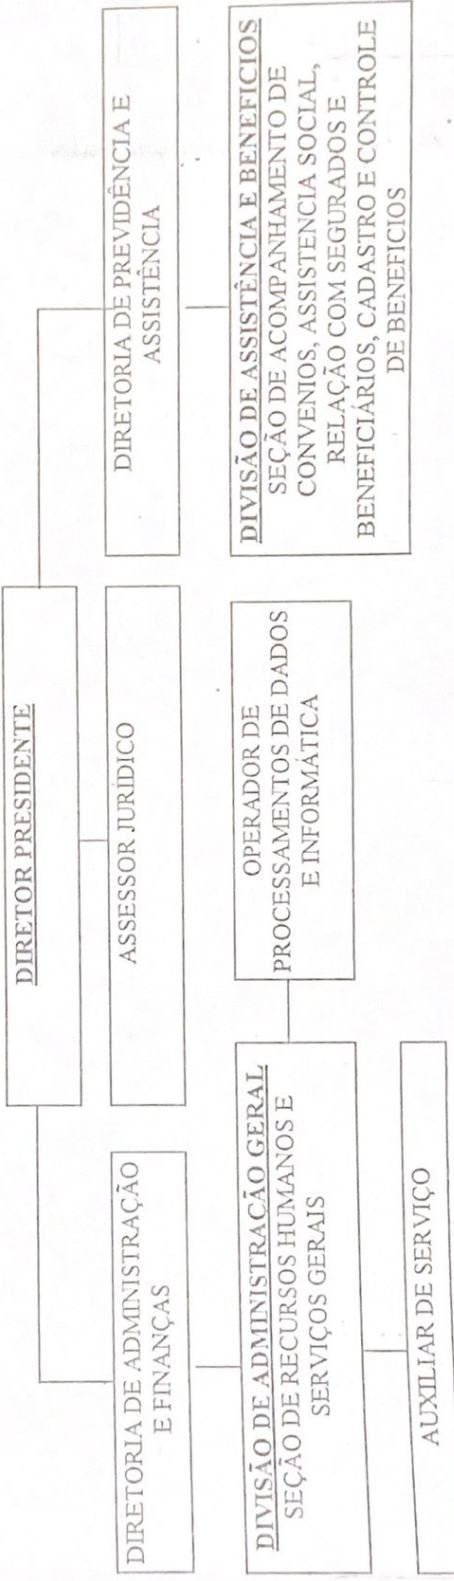 DIRETOR PRESIDENTE
DIRETORIA DE ADMINISTRAÇÃO
E FINANÇAS
ASSESSOR JURÍDICO
DIRETORIA DE PREVIDÊNCIA E
ASSISTÊNCIA
DIVISÃO DE ADMINISTRAÇÃO GERAL
SEÇÃO DE RECURSOS HUMANOS E
SERVIÇOS GERAIS
OPERADOR DE
PROCESSAMENTOS DE DADOS
E INFORMÁTICA
DIVISÃO DE ASSISTÊNCIA E BENEFICIOS
SEÇÃO DE ACOMPANHAMENTO DE
CONVENIOS, ASSISTENCIA SOCIAL,
RELAÇÃO COM SEGURADOS E
BENEFICIÁRIOS, CADASTRO E CONTROLE
DE BENEFICIOS
AUXILIAR DE SERVIÇO